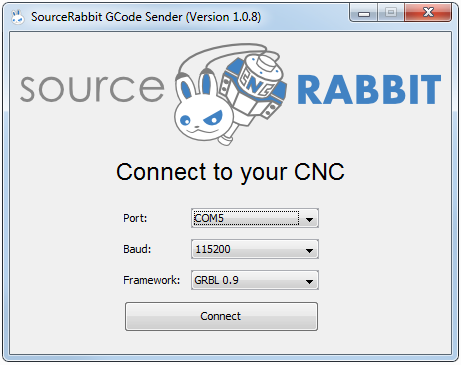 SourceRabbit GCode Sender (Version 1.0.8)
source CNC RABBIT
Connect to your CNC
Port: COM5
Baud: 115200
Framework: GRBL 0.9
Connect